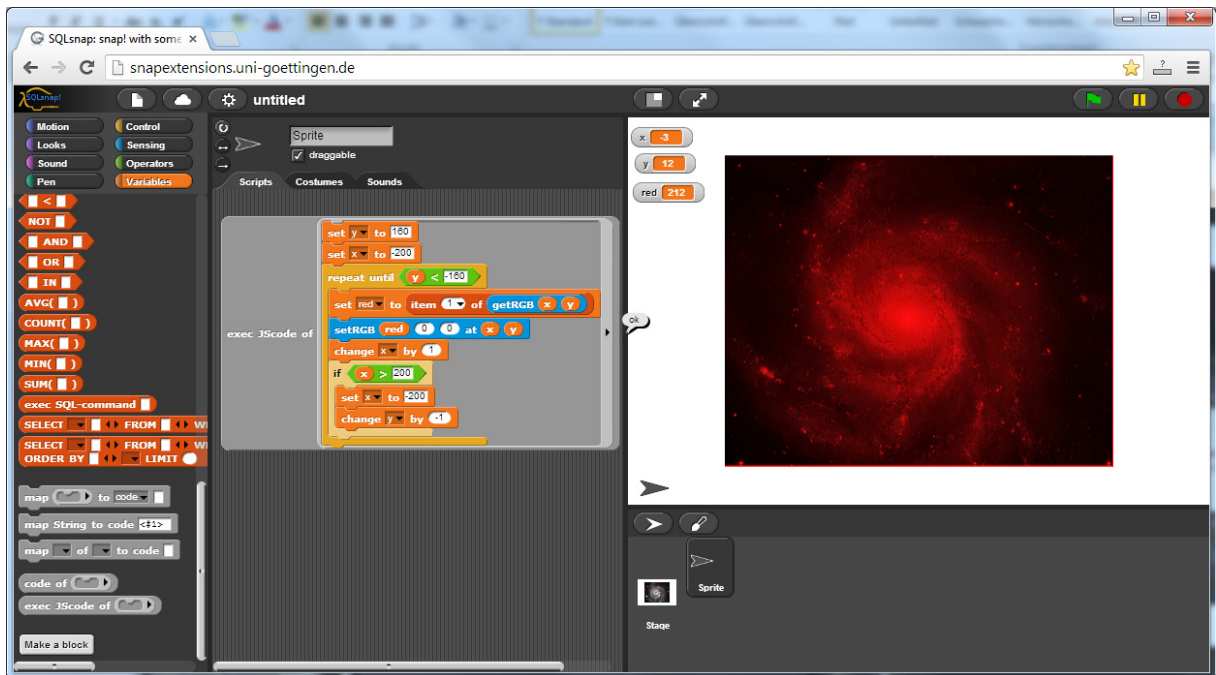 SQLsnap: snap! with some
snapextensions.uni-goettingen.de
SQLsnap!
untitled
Motion Control
Looks Sensing
Sound Operators
Pen Variables
<
NOT
AND
OR
IN
AVG( )
COUNT( )
MAX( )
MIN( )
SUM( )
exec SQL-command
SELECT FROM WI
SELECT FROM WI
ORDER BY LIMIT
map to code
map String to code <#1>
map of to code
code of
exec JScode of
Make a block
Sprite
draggable
Scripts Costumes Sounds
exec JScode of
set y to 160
set x to -200
repeat until y < -160
set red to item 1 of getRGB x y
setRGB red 0 0 at x y
change x by 1
if x > 200
set x to -200
change y by -1
x -3
y 12
red 212
ok
Stage
Sprite